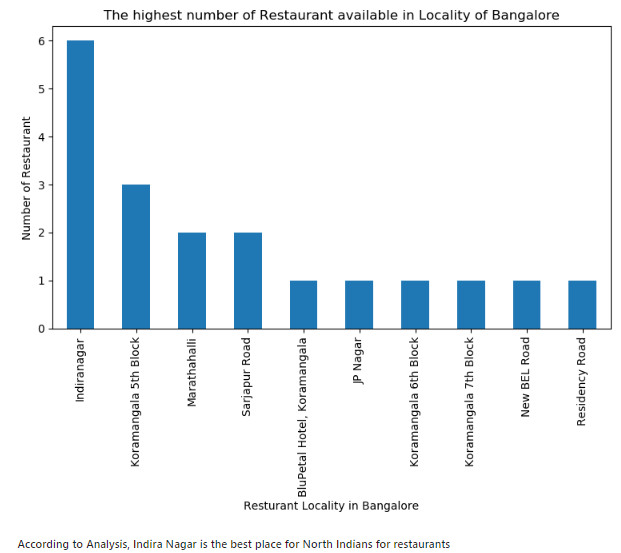 The highest number of Restaurant available in Locality of Bangalore
Number of Restaurant
6
5
4
3
2
1
0
Indiranagar
Koramangala 5th Block
Marathahalli
Sarjapur Road
BluPetal Hotel, Koramangala
JP Nagar
Koramangala 6th Block
Koramangala 7th Block
New BEL Road
Residency Road
Resturant Locality in Bangalore
According to Analysis, Indira Nagar is the best place for North Indians for restaurants